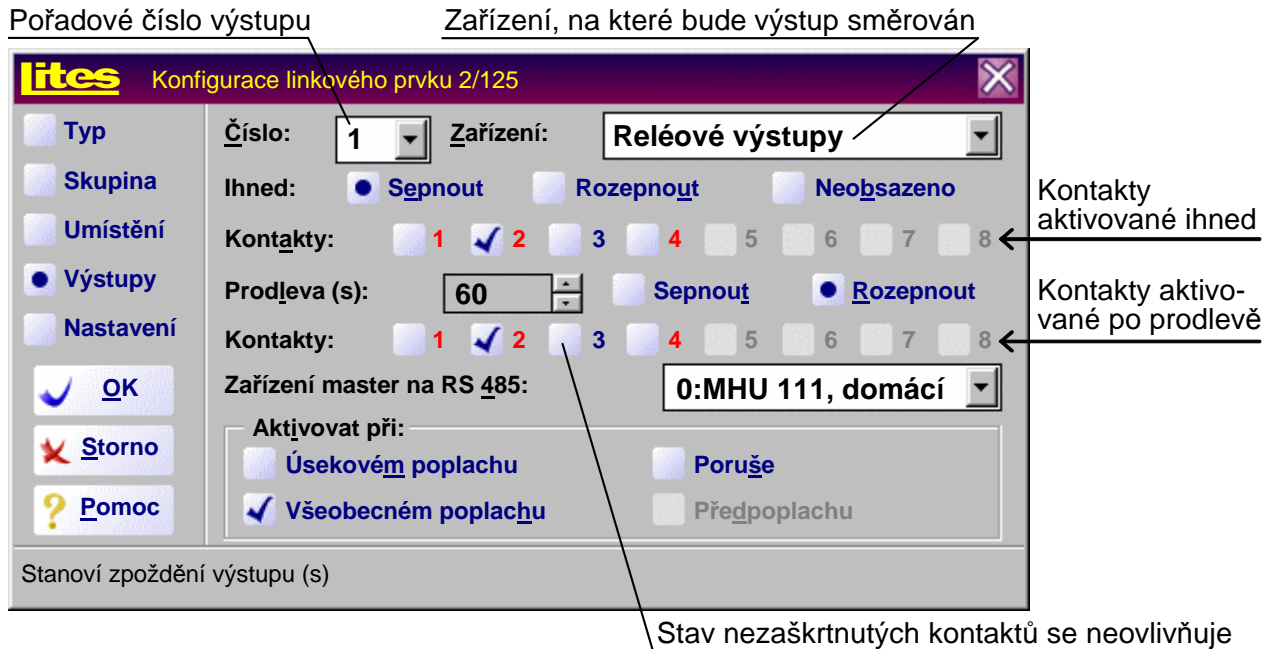 Pořadové číslo výstupu
Zařízení, na které bude výstup směrován
lites Konfigurace linkového prvku 2/125
Typ
Skupina
Umístění
Výstupy
Nastavení
OK
Storno
Pomoc
Číslo: 1 Zařízení: Reléové výstupy
Ihned: Sepnout Rozepnout Neobsazeno
Kontakty: 1 2 3 4 5 6 7 8
Prodleva (s): 60 Sepnout Rozepnout
Kontakty: 1 2 3 4 5 6 7 8
Zařízení master na RS 485: 0:MHU 111, domácí
Aktivovat při:
Úsekovém poplachu Poruše
Všeobecném poplachu Předpoplachu
Stanoví zpoždění výstupu (s)
Kontakty
aktivované ihned
Kontakty aktivo-
vané po prodlevě
Stav nezaškrtnutých kontaktů se neovlivňuje